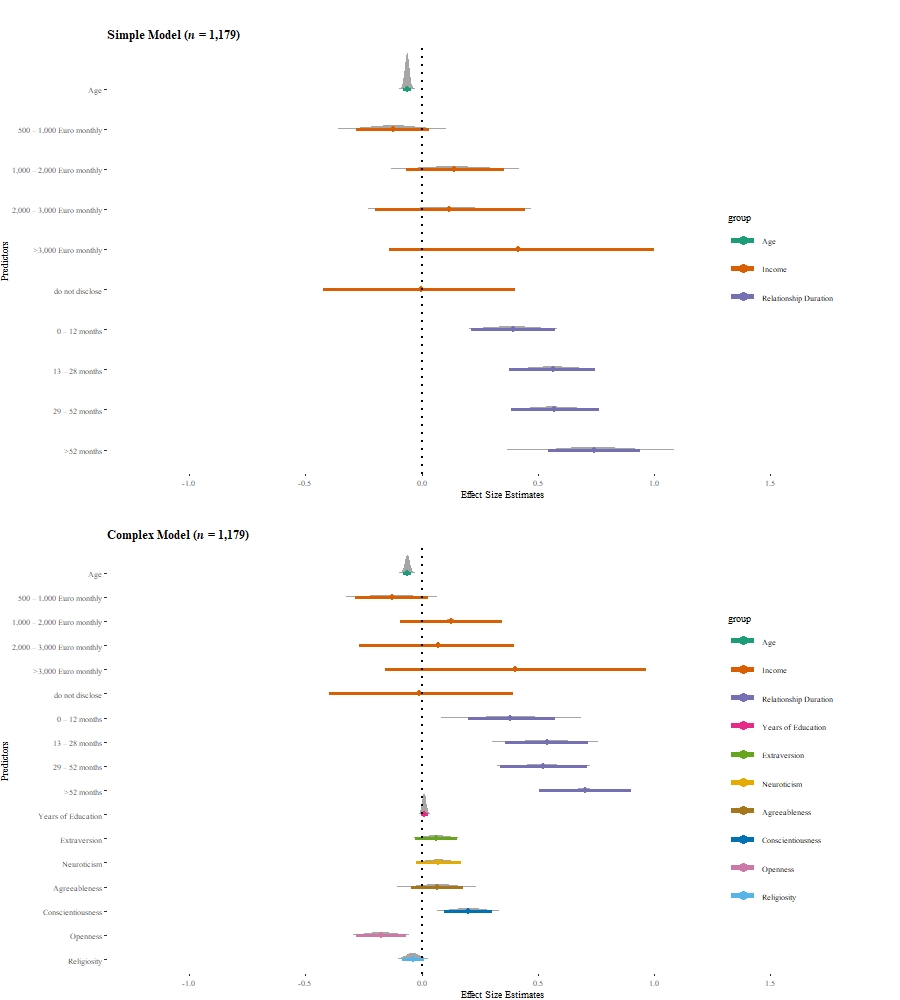 Simple Model (n = 1,179)
Predictors
Age
500 – 1,000 Euro monthly
1,000 – 2,000 Euro monthly
2,000 – 3,000 Euro monthly
>3,000 Euro monthly
do not disclose
0 – 12 months
13 – 28 months
29 – 52 months
>52 months
-1.0 -0.5 0.0 0.5 1.0 1.5
Effect Size Estimates
group
Age
Income
Relationship Duration
Complex Model (n = 1,179)
Predictors
Age
500 – 1,000 Euro monthly
1,000 – 2,000 Euro monthly
2,000 – 3,000 Euro monthly
>3,000 Euro monthly
do not disclose
0 – 12 months
13 – 28 months
29 – 52 months
>52 months
Years of Education
Extraversion
Neuroticism
Agreeableness
Conscientiousness
Openness
Religiosity
-1.0 -0.5 0.0 0.5 1.0 1.5
Effect Size Estimates
group
Age
Income
Relationship Duration
Years of Education
Extraversion
Neuroticism
Agreeableness
Conscientiousness
Openness
Religiosity